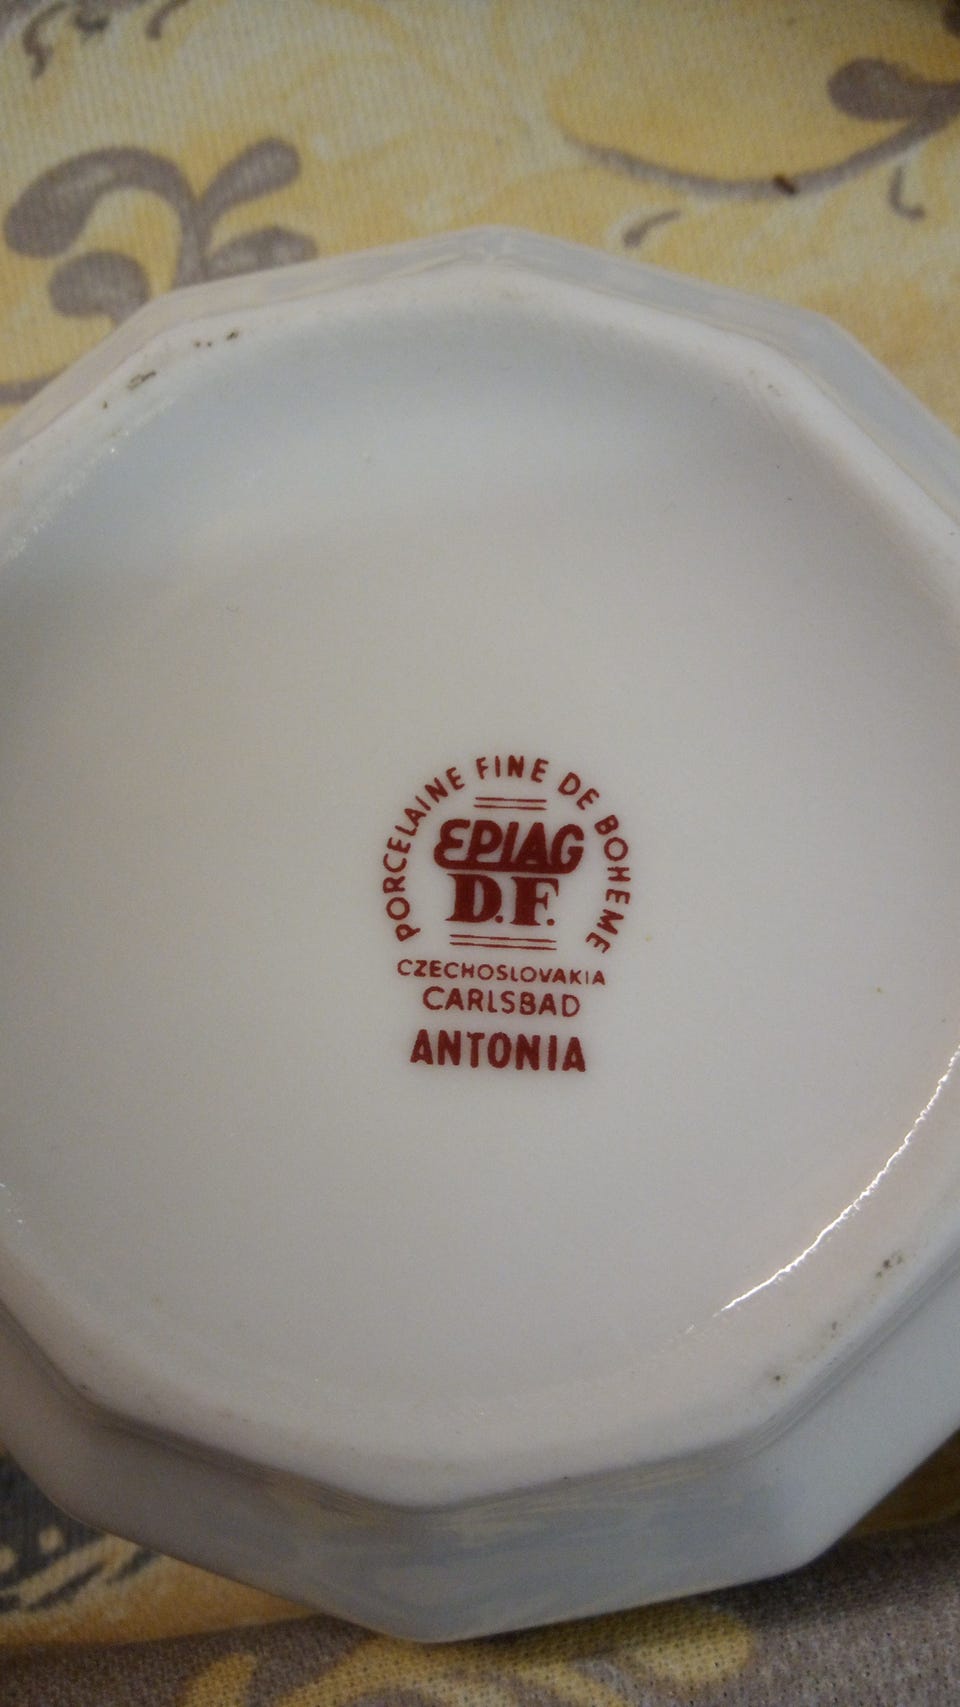 PORCELAINE FINE DE BOHEME
EPIAG
D.F.
CZECHOSLOVAKIA
CARLSBAD
ANTONIA